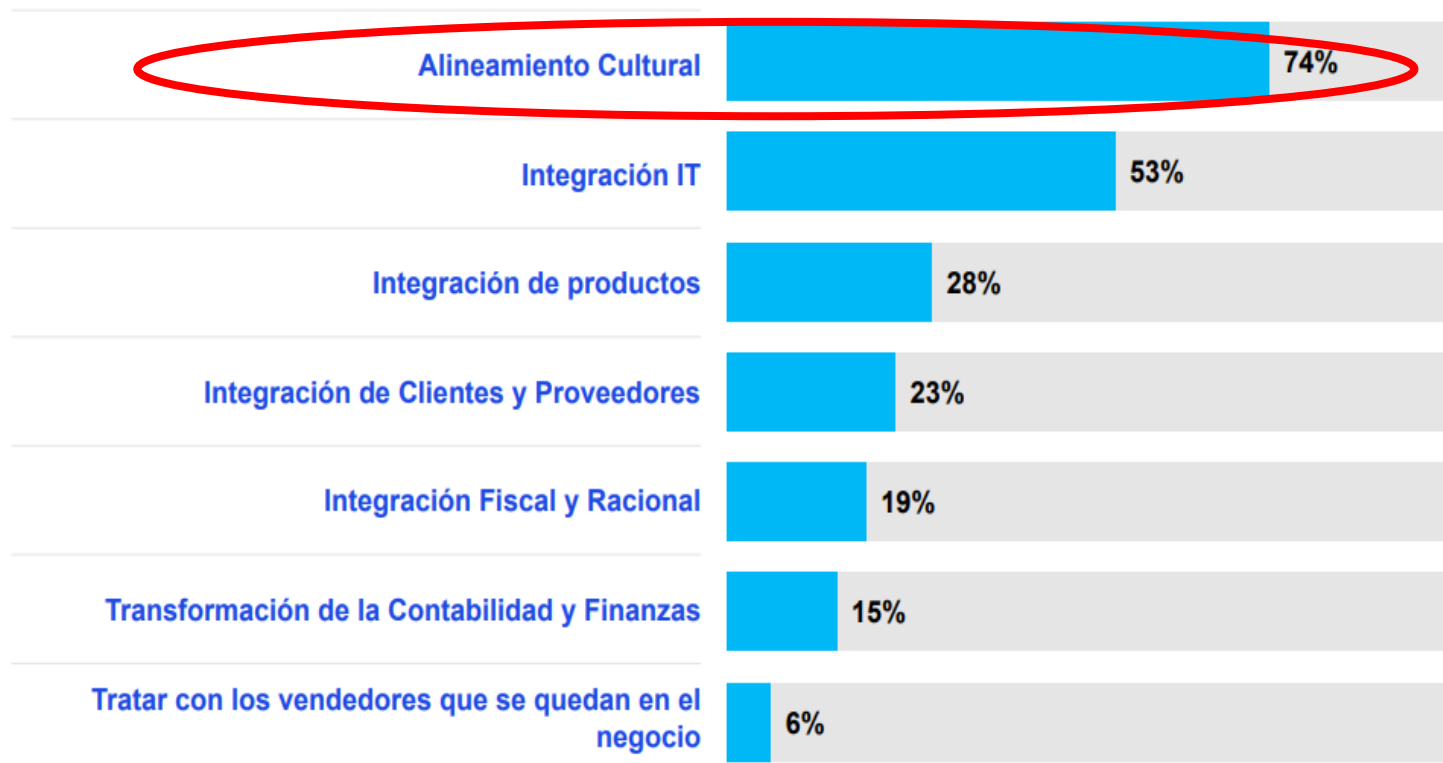 Alineamiento Cultural 74%
Integración IT 53%
Integración de productos 28%
Integración de Clientes y Proveedores 23%
Integración Fiscal y Racional 19%
Transformación de la Contabilidad y Finanzas 15%
Tratar con los vendedores que se quedan en el
negocio 6%